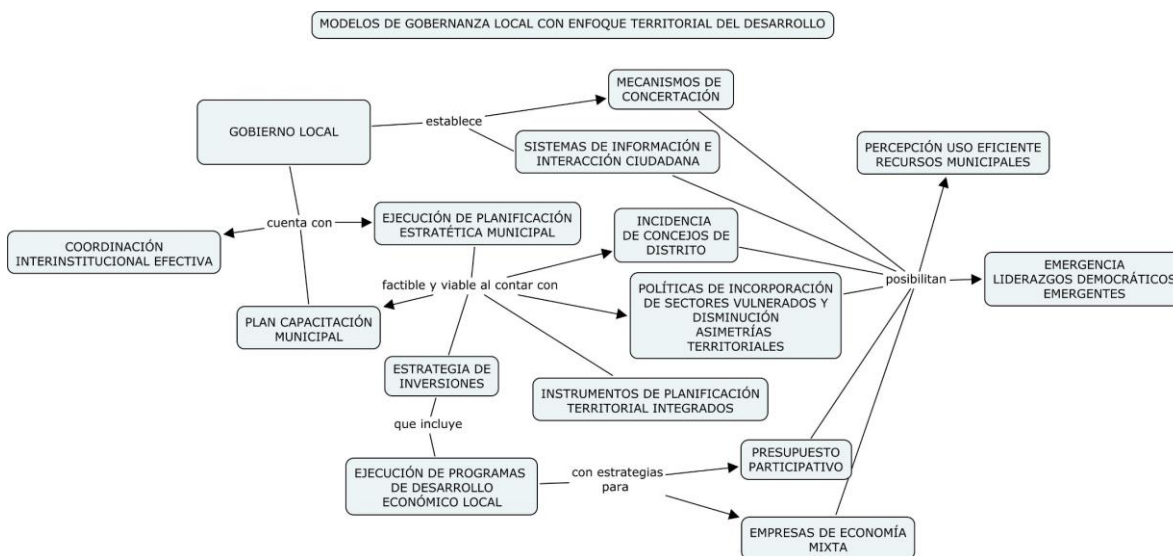 MODELOS DE GOBERNANZA LOCAL CON ENFOQUE TERRITORIAL DEL DESARROLLO
MECANISMOS DE
CONCERTACIÓN
GOBIERNO LOCAL
establece
SISTEMAS DE INFORMACIÓN E
INTERACCIÓN CIUDADANA
PERCEPCIÓN USO EFICIENTE
RECURSOS MUNICIPALES
cuenta con
EJECUCIÓN DE PLANIFICACIÓN
ESTRATÉTICA MUNICIPAL
INCIDENCIA
DE CONCEJOS DE
DISTRITO
COORDINACIÓN
INTERINSTITUCIONAL EFECTIVA
factible y viable al contar con
posibilitan
EMERGENCIA
LIDERAZGOS DEMOCRÁTICOS
EMERGENTES
POLÍTICAS DE INCORPORACIÓN
DE SECTORES VULNERADOS Y
DISMINUCIÓN
ASIMETRÍAS
TERRITORIALES
PLAN CAPACITACIÓN
MUNICIPAL
ESTRATEGIA DE
INVERSIONES
INSTRUMENTOS DE PLANIFICACIÓN
TERRITORIAL INTEGRADOS
que incluye
EJECUCIÓN DE PROGRAMAS
DE DESARROLLO
ECONÓMICO LOCAL
con estrategias
para
PRESUPUESTO
PARTICIPATIVO
EMPRESAS DE ECONOMÍA
MIXTA